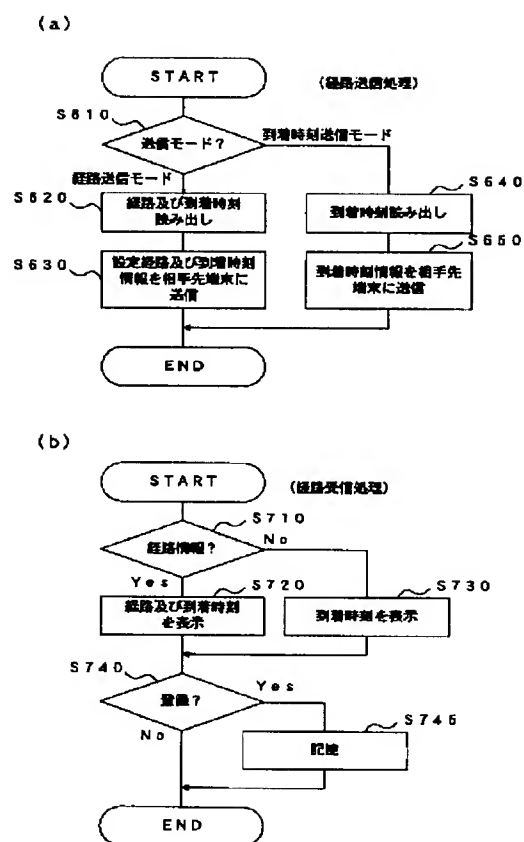 (a)
START
(経路送信処理)
S610
送信モード?
到着時刻送信モード
経路送信モード
S620
経路及び到着時刻
読み出し
S640
到着時刻読み出し
S630
設定経路及び到着時刻
情報を相手先端末に
送信
S650
到着時刻情報を相手先
端末に送信
END
(b)
START
(経路受信処理)
S710
経路情報?
No
Yes
S720
経路及び到着時刻
を表示
S730
到着時刻を表示
S740
登録?
Yes
No
S745
記憶
END